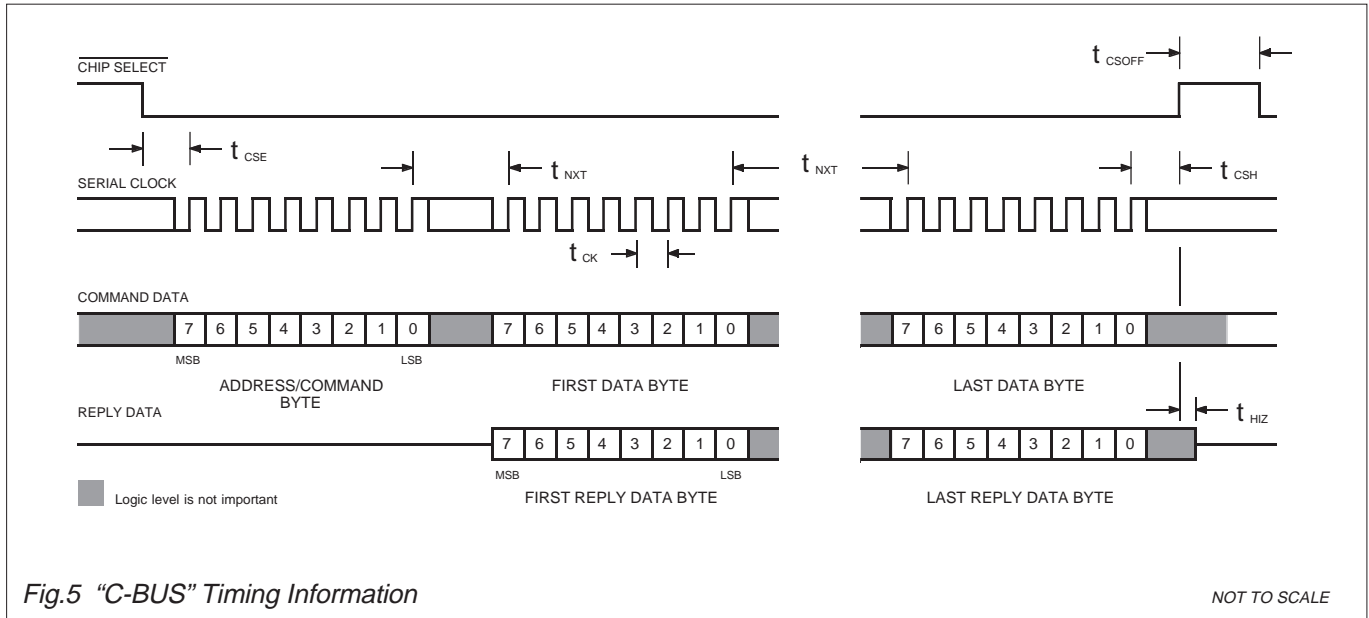 t CSOFF
CHIP SELECT
t CSE
t NXT
t NXT
t CSH
SERIAL CLOCK
t CK
COMMAND DATA
7 6 5 4 3 2 1 0 7 6 5 4 3 2 1 0 7 6 5 4 3 2 1 0
MSB LSB
ADDRESS/COMMAND
BYTE
FIRST DATA BYTE
LAST DATA BYTE
REPLY DATA
t HIZ
7 6 5 4 3 2 1 0 7 6 5 4 3 2 1 0
MSB LSB
Logic level is not important
FIRST REPLY DATA BYTE
LAST REPLY DATA BYTE
Fig.5 “C-BUS” Timing Information
NOT TO SCALE